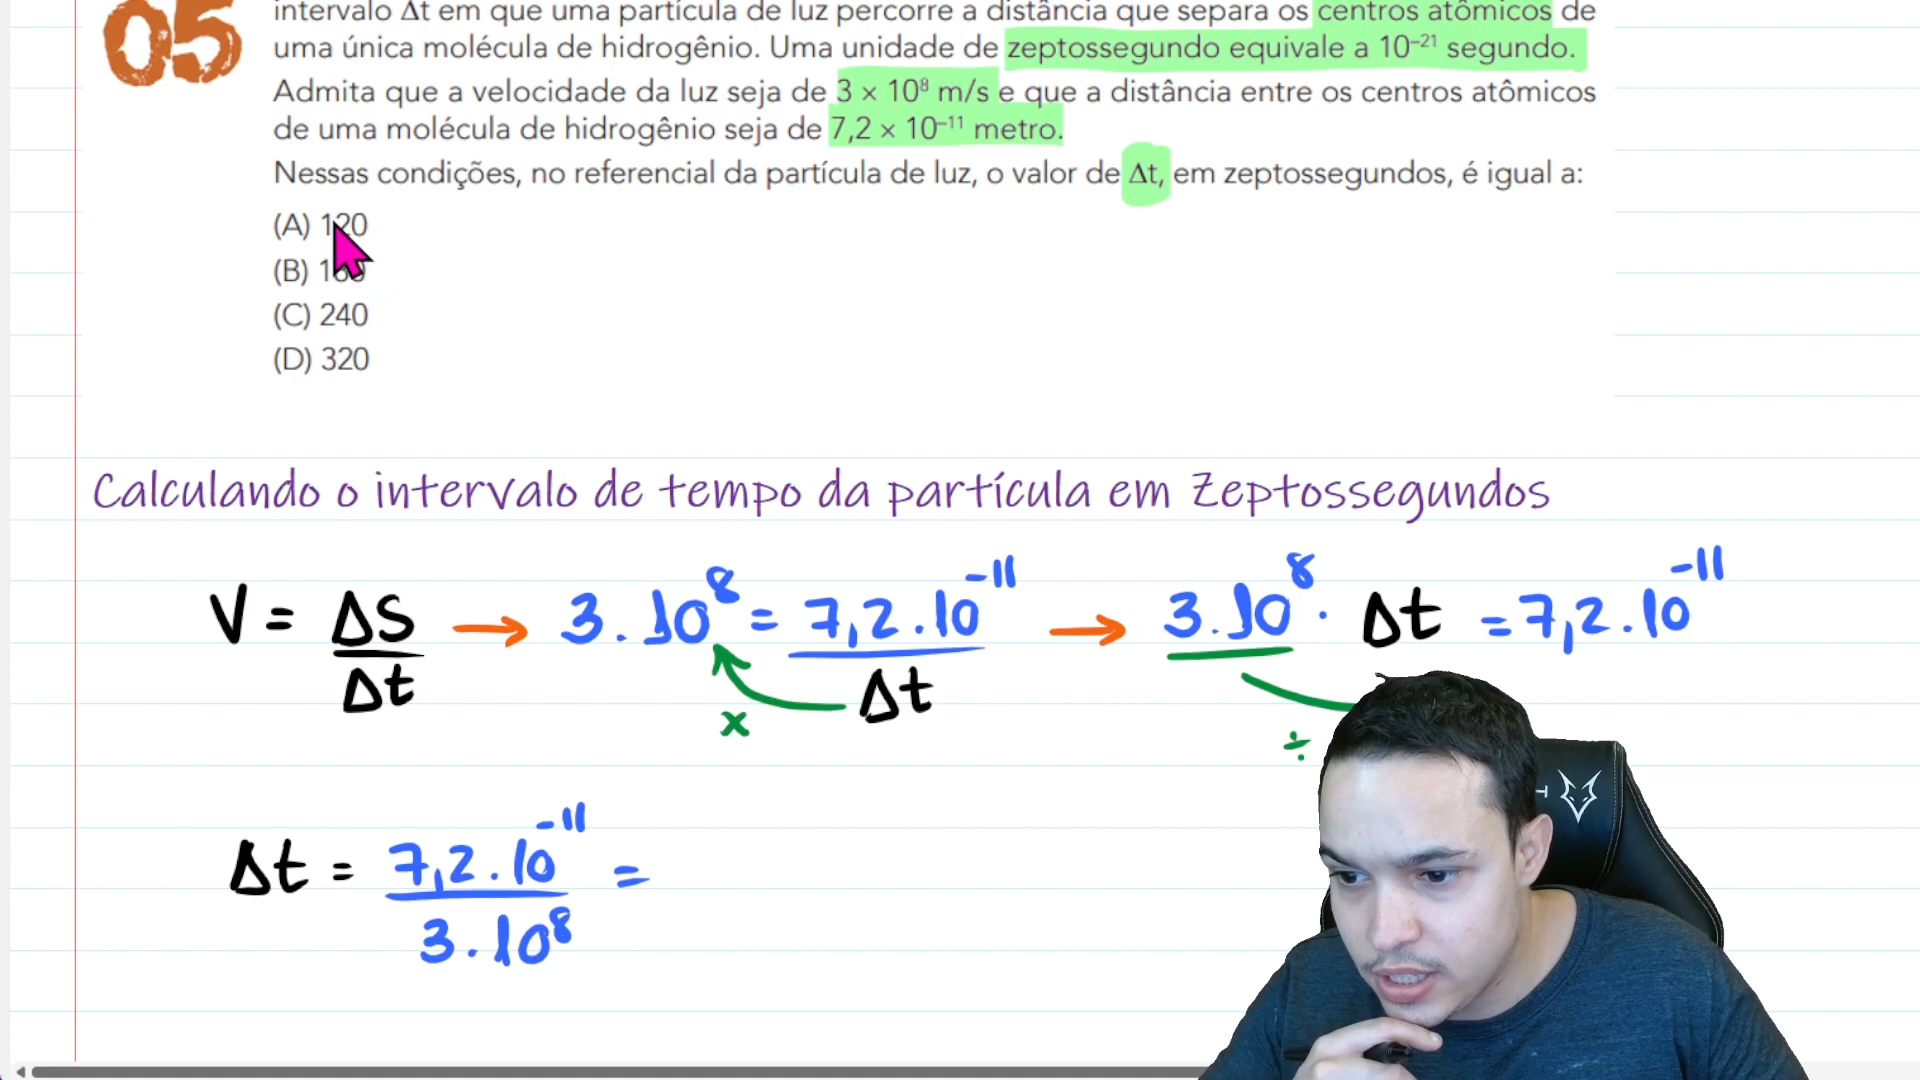 05
intervalo Δt em que uma partícula de luz percorre a distância que separa os centros atômicos de
uma única molécula de hidrogênio. Uma unidade de zeptossegundo equivale a 10⁻²¹ segundo.
Admita que a velocidade da luz seja de 3 × 10⁸ m/s e que a distância entre os centros atômicos
de uma molécula de hidrogênio seja de 7,2 × 10⁻¹¹ metro.
Nessas condições, no referencial da partícula de luz, o valor de Δt, em zeptossegundos, é igual a:
(A) 120
(B)
(C) 240
(D) 320
Calculando o intervalo de tempo da partícula em Zeptossegundos
V = ΔS/Δt → 3.10⁸ = 7,2.10⁻¹¹/Δt → 3.10⁸ . Δt = 7,2.10⁻¹¹
x ÷
Δt = 7,2.10⁻¹¹/3.10⁸ =